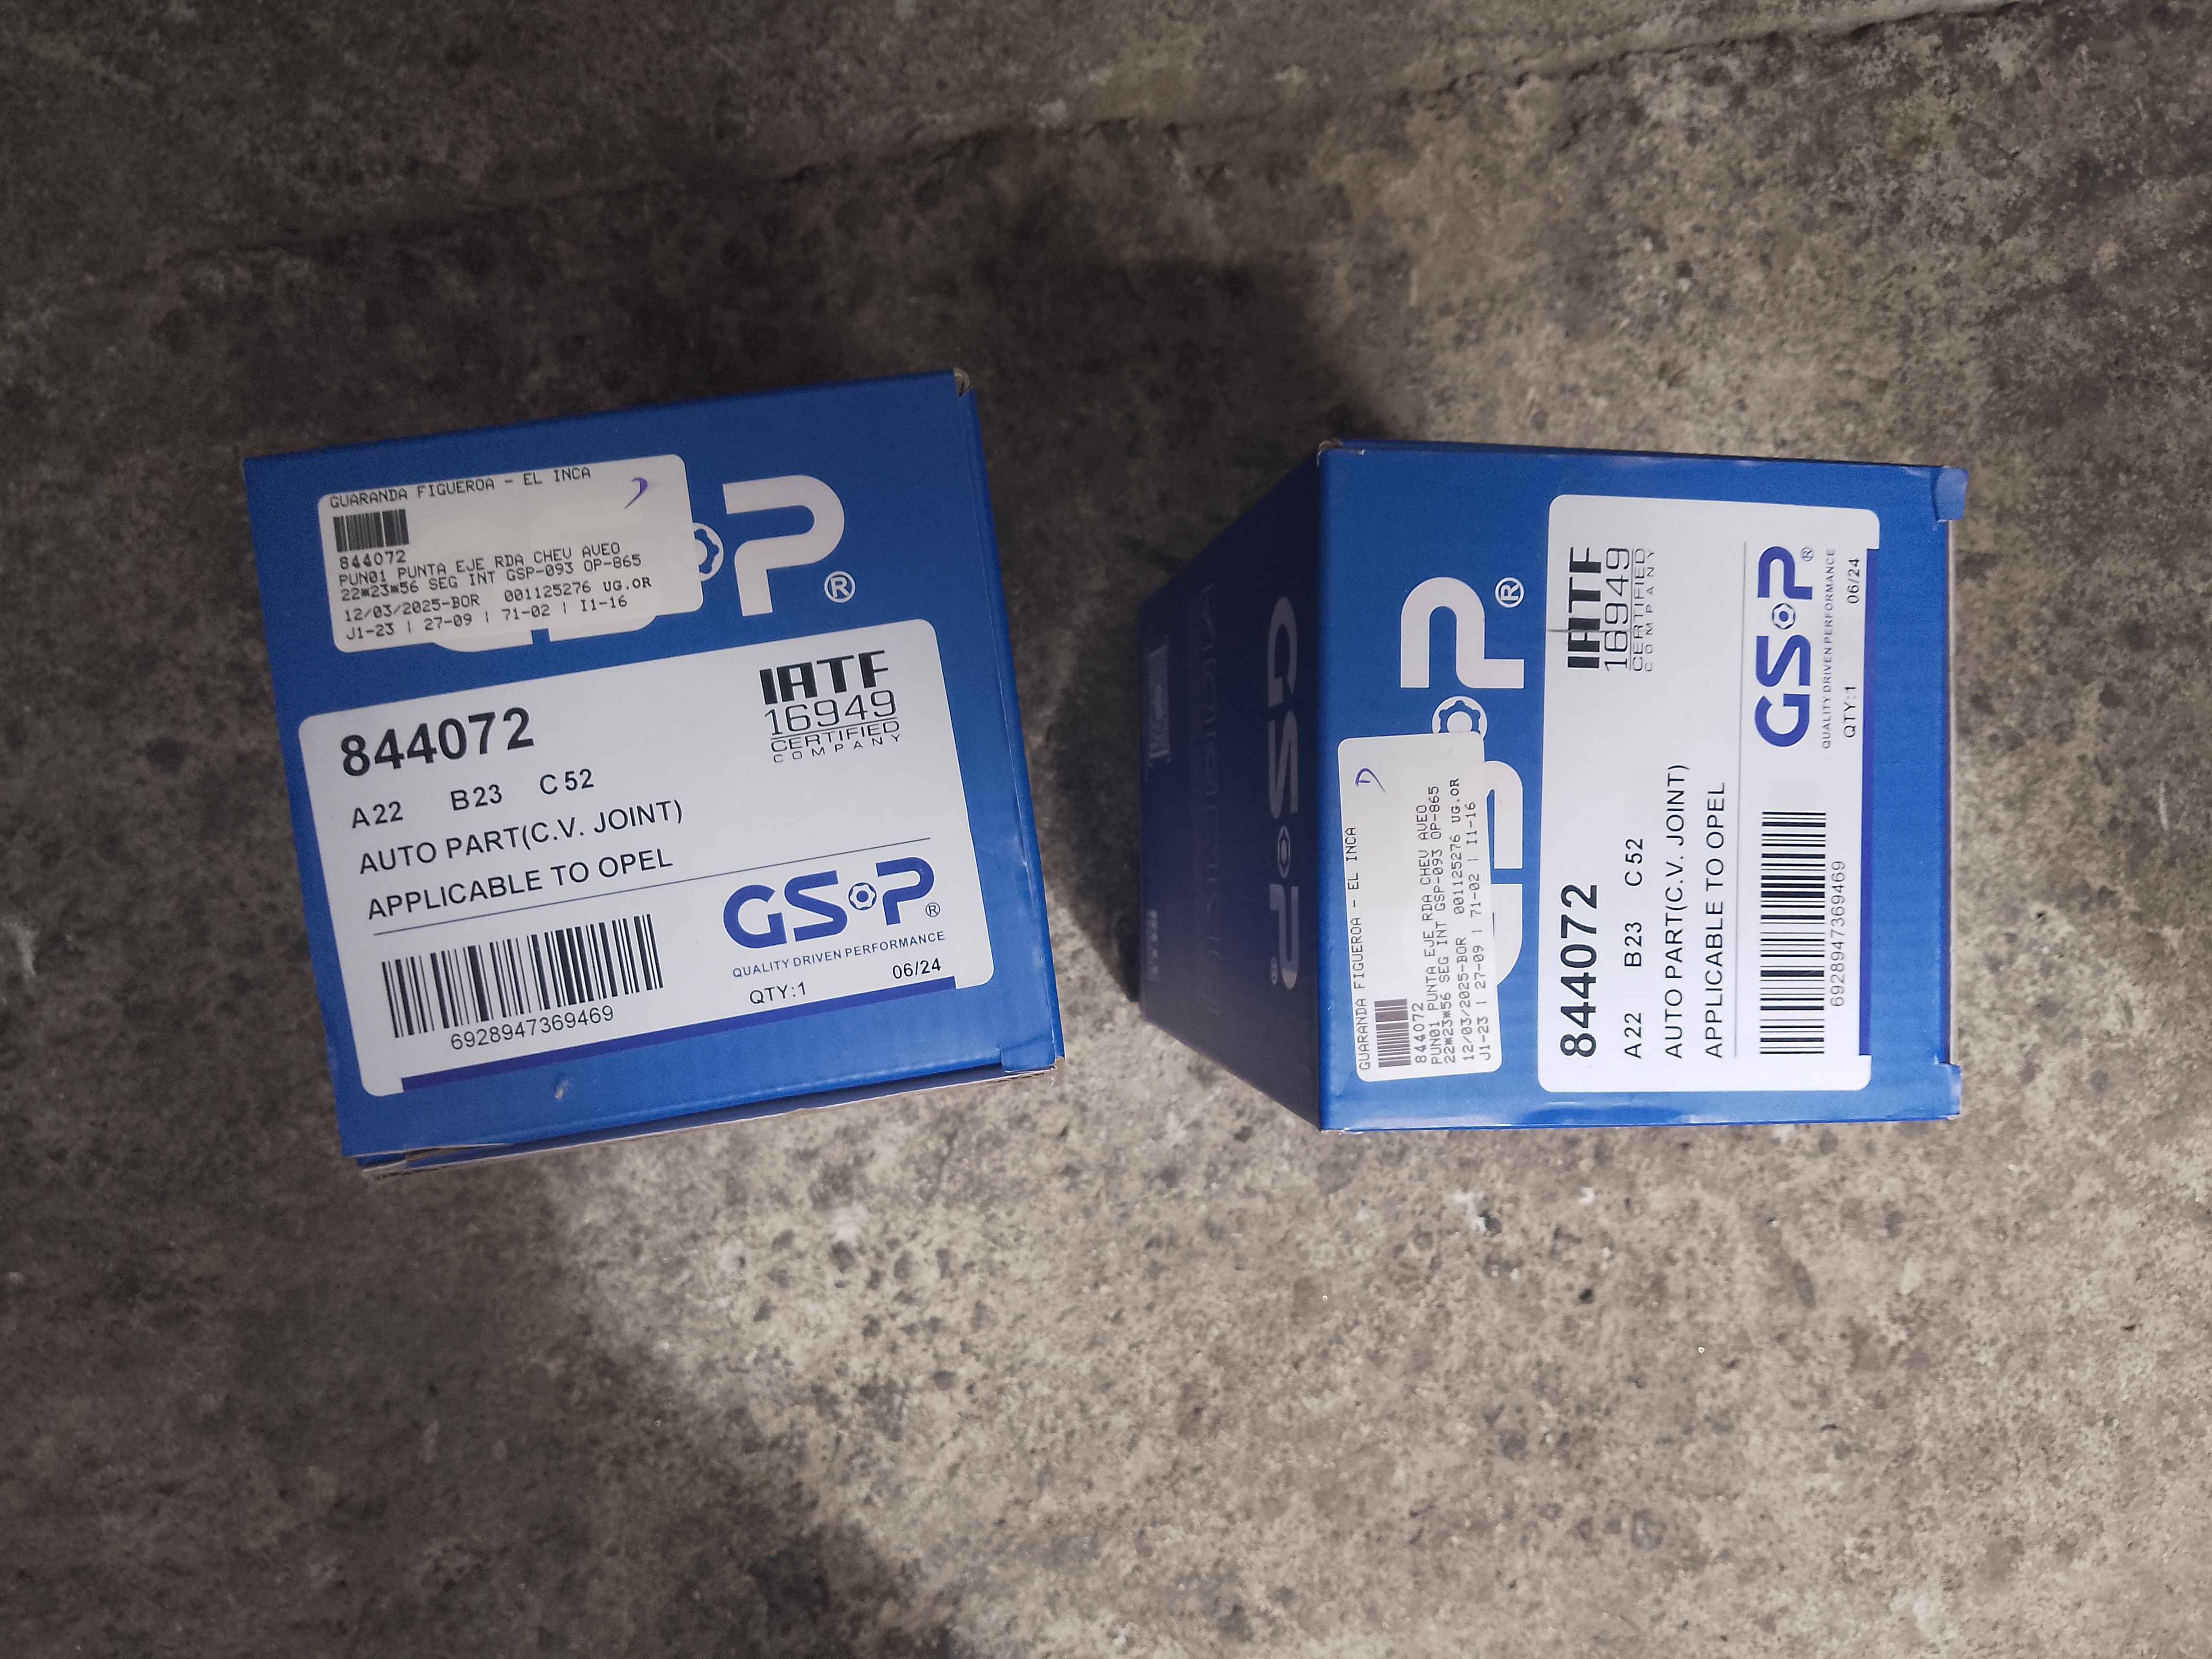 GUARANDA FIGUEROA - EL INCA
844072
PUN01 PUNTA EJE RDA CHEV AVEO
22*23*56 SEG INT GSP-093 OP-865
12/03/2025-BOR 001125276 UG.OR
J1-23 | 27-09 | 71-02 | I1-16
P®
844072
IATF
16949
CERTIFIED
COMPANY
A22 B23 C52
AUTO PART(C.V. JOINT)
APPLICABLE TO OPEL
6928947369469
GSP®
QUALITY DRIVEN PERFORMANCE
QTY:1 06/24
GSP®
GSP®
D
GUARANDA FIGUEROA - EL INCA
844072
PUN01 PUNTA EJE RDA CHEV AVEO
22*23*56 SEG INT GSP-093 OP-865
12/03/2025-BOR 001125276 UG.OR
J1-23 | 27-09 | 71-02 | I1-16
844072
IATF
16949
CERTIFIED
COMPANY
A22 B23 C52
AUTO PART(C.V. JOINT)
APPLICABLE TO OPEL
6928947369469
GSP®
QUALITY DRIVEN PERFORMANCE
QTY:1 06/24